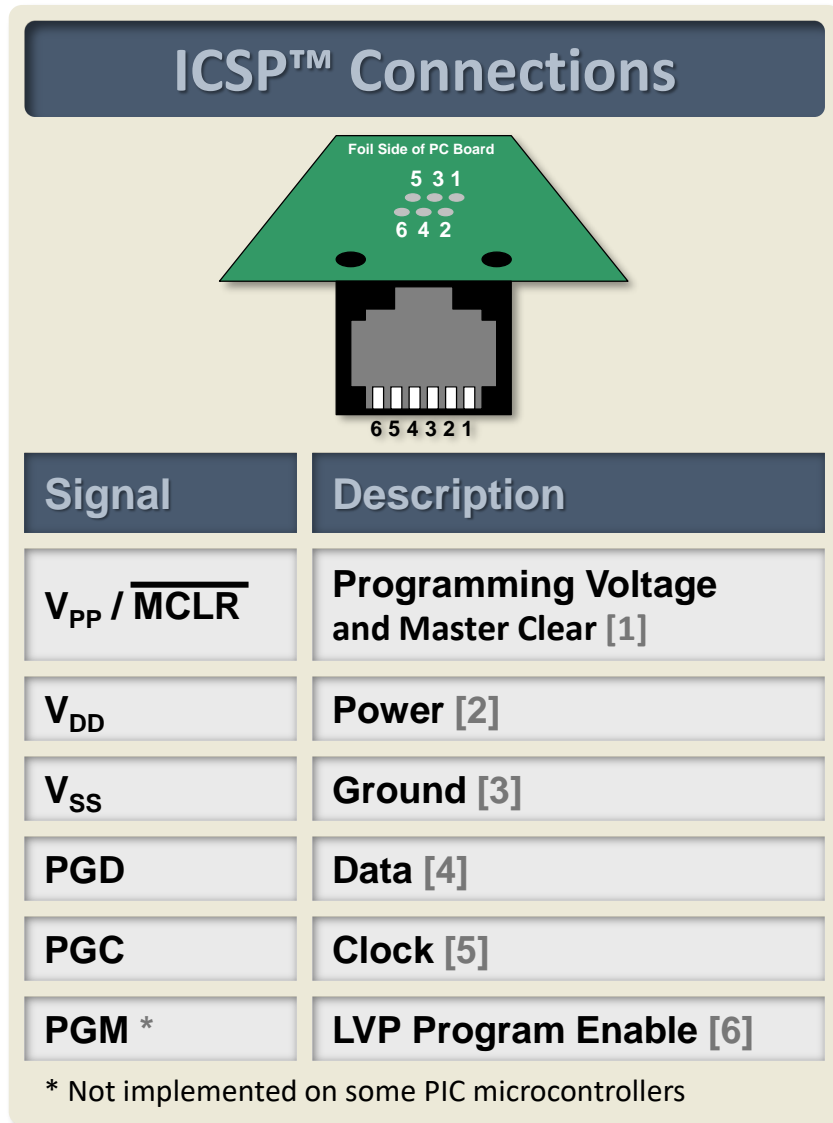 ICSP™ Connections
Foil Side of PC Board
5 3 1
6 4 2
6 5 4 3 2 1
Signal Description
VPP / MCLR Programming Voltage
and Master Clear [1]
VDD Power [2]
VSS Ground [3]
PGD Data [4]
PGC Clock [5]
PGM * LVP Program Enable [6]
* Not implemented on some PIC microcontrollers